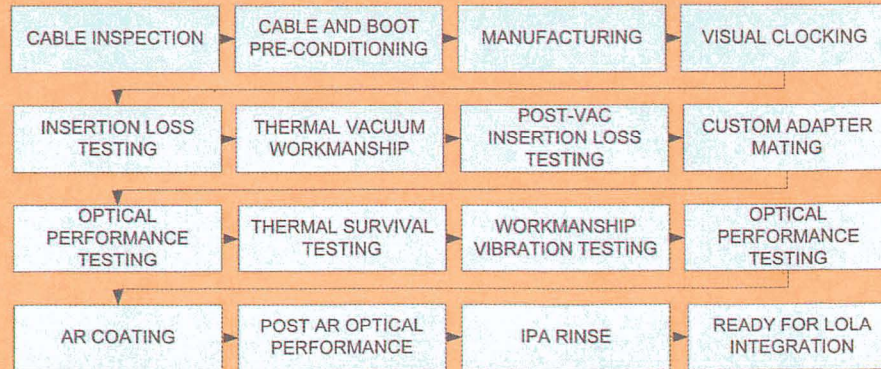 CABLE INSPECTION
CABLE AND BOOT
PRE-CONDITIONING
MANUFACTURING
VISUAL CLOCKING
INSERTION LOSS
TESTING
THERMAL VACUUM
WORKMANSHIP
POST-VAC
INSERTION LOSS
TESTING
CUSTOM ADAPTER
MATING
OPTICAL
PERFORMANCE
TESTING
THERMAL SURVIVAL
TESTING
WORKMANSHIP
VIBRATION TESTING
OPTICAL
PERFORMANCE
TESTING
AR COATING
POST AR OPTICAL
PERFORMANCE
IPA RINSE
READY FOR LOLA
INTEGRATION